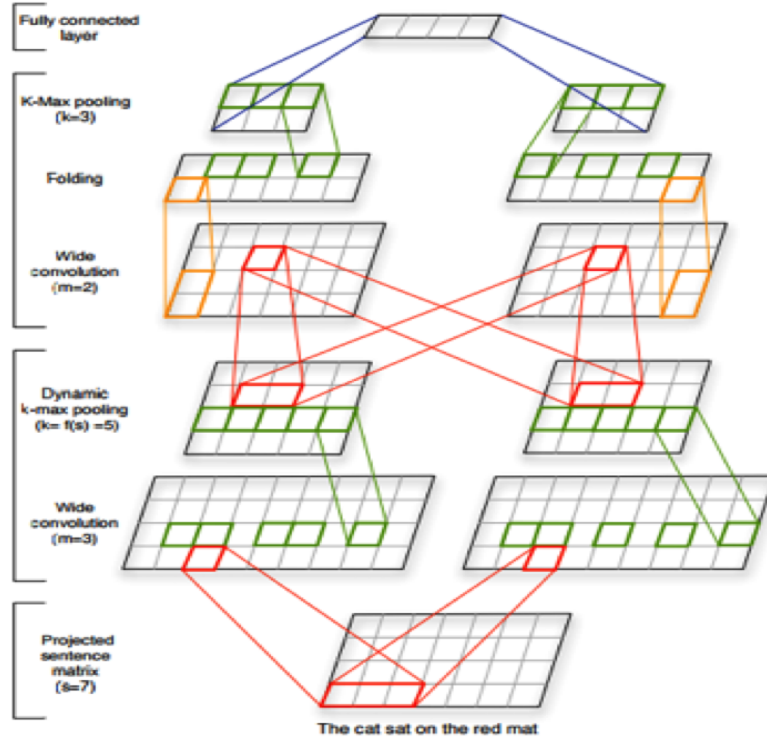 Fully connected
layer
K-Max pooling
(k=3)
Folding
Wide
convolution
(m=2)
Dynamic
k-max pooling
(k= f(s) =5)
Wide
convolution
(m=3)
Projected
sentence
matrix
(s=7)
The cat sat on the red mat